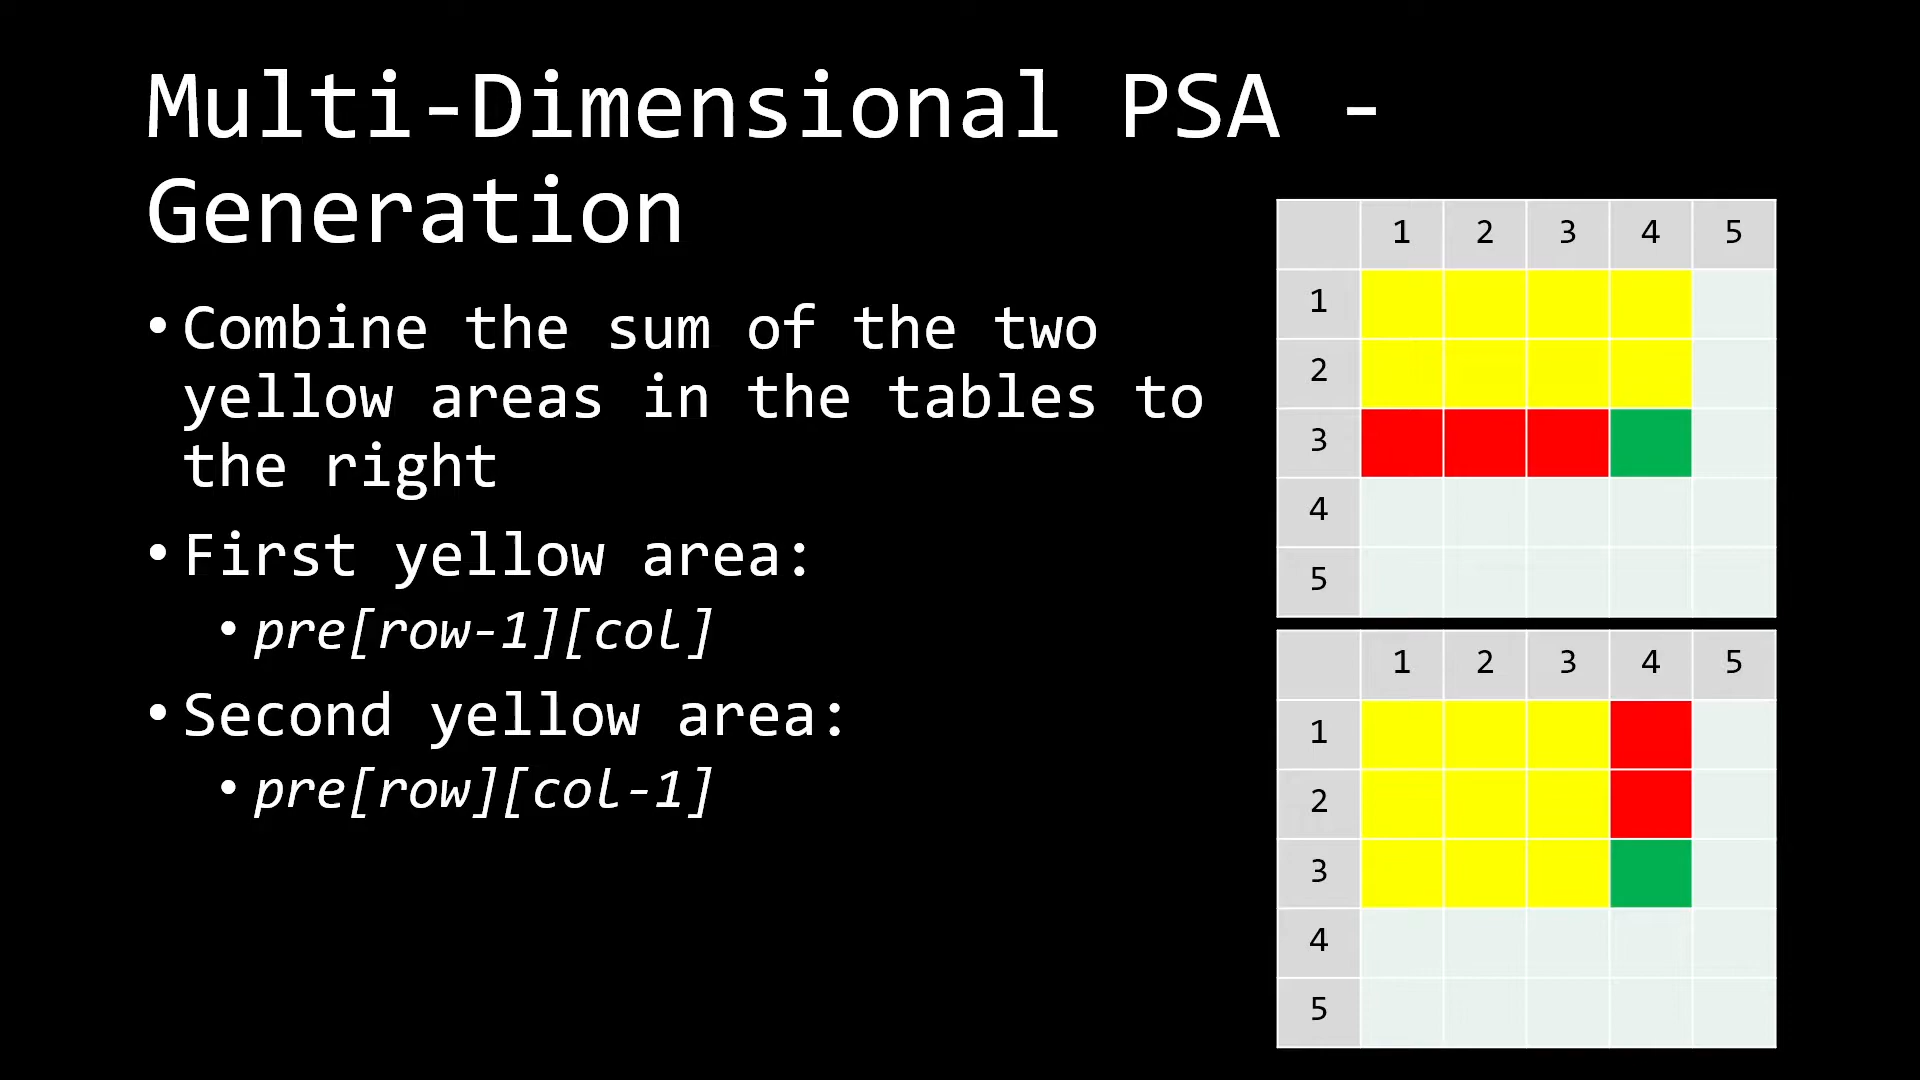 Multi-Dimensional PSA -
Generation
• Combine the sum of the two
yellow areas in the tables to
the right
• First yellow area:
• pre[row-1][col]
• Second yellow area:
• pre[row][col-1]
1 2 3 4 5
1
2
3
4
5
1 2 3 4 5
1
2
3
4
5